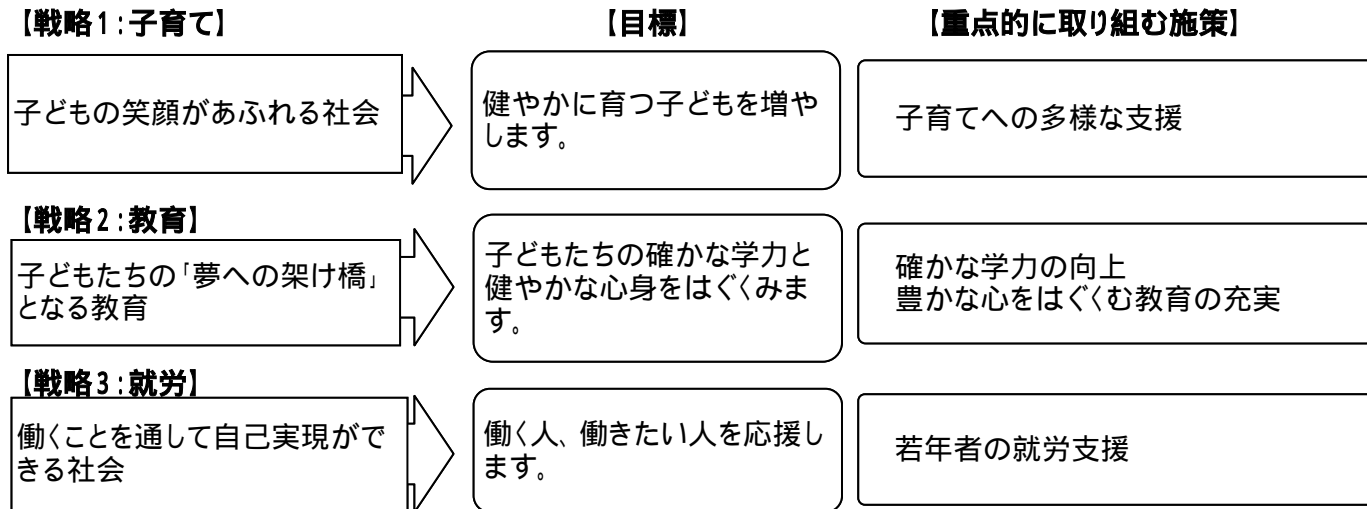 【戦略1:子育て】
【目標】
【重点的に取り組む施策】
子どもの笑顔があふれる社会
健やかに育つ子どもを増や
します。
子育てへの多様な支援
【戦略2:教育】
子どもたちの「夢への架け橋」
となる教育
子どもたちの確かな学力と
健やかな心身をはぐくみま
す。
確かな学力の向上
豊かな心をはぐくむ教育の充実
【戦略3:就労】
働くことを通して自己実現がで
きる社会
働く人、働きたい人を応援し
ます。
若年者の就労支援